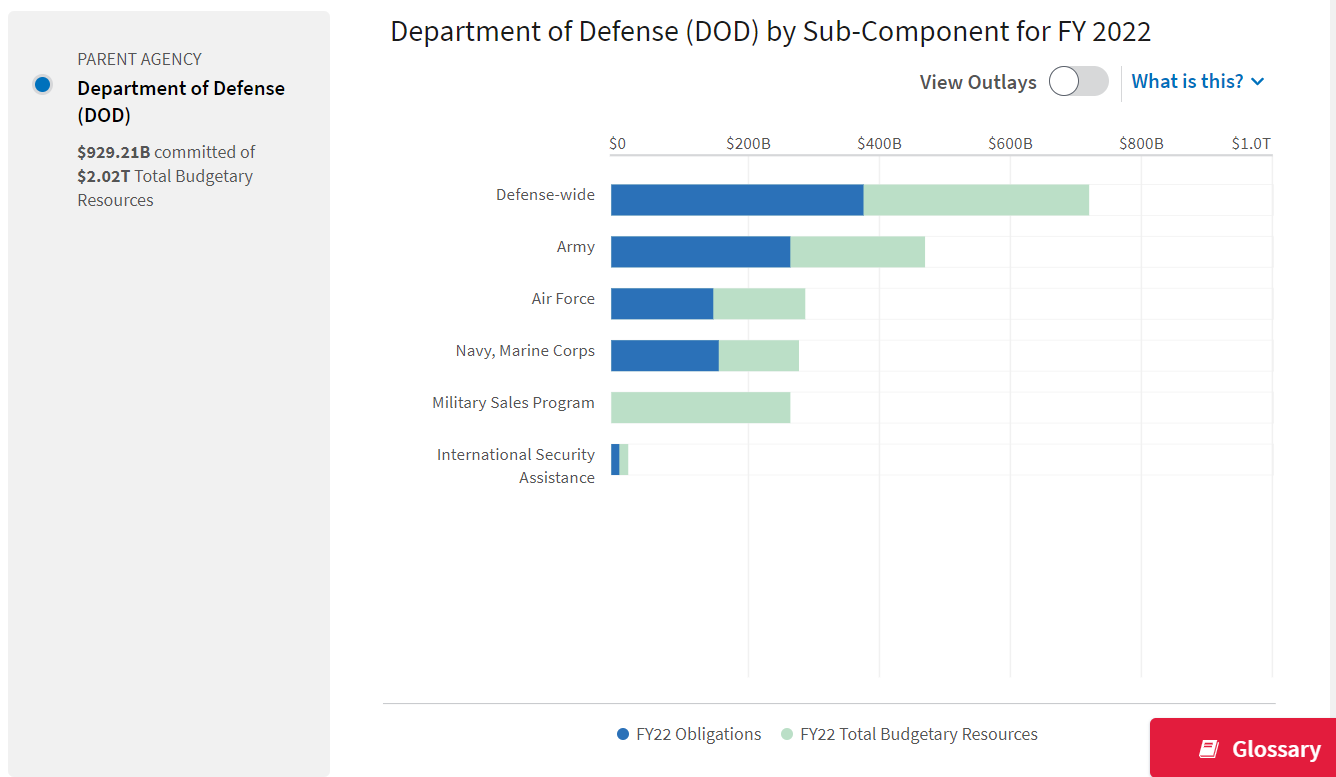 Department of Defense (DOD) by Sub-Component for FY 2022
PARENT AGENCY
Department of Defense
(DOD)
$929.21B committed of
$2.02T Total Budgetary
Resources
View Outlays
What is this?
$0 $200B $400B $600B $800B $1.0T
Defense-wide
Army
Air Force
Navy, Marine Corps
Military Sales Program
International Security
Assistance
FY22 Obligations FY22 Total Budgetary Resources
Glossary